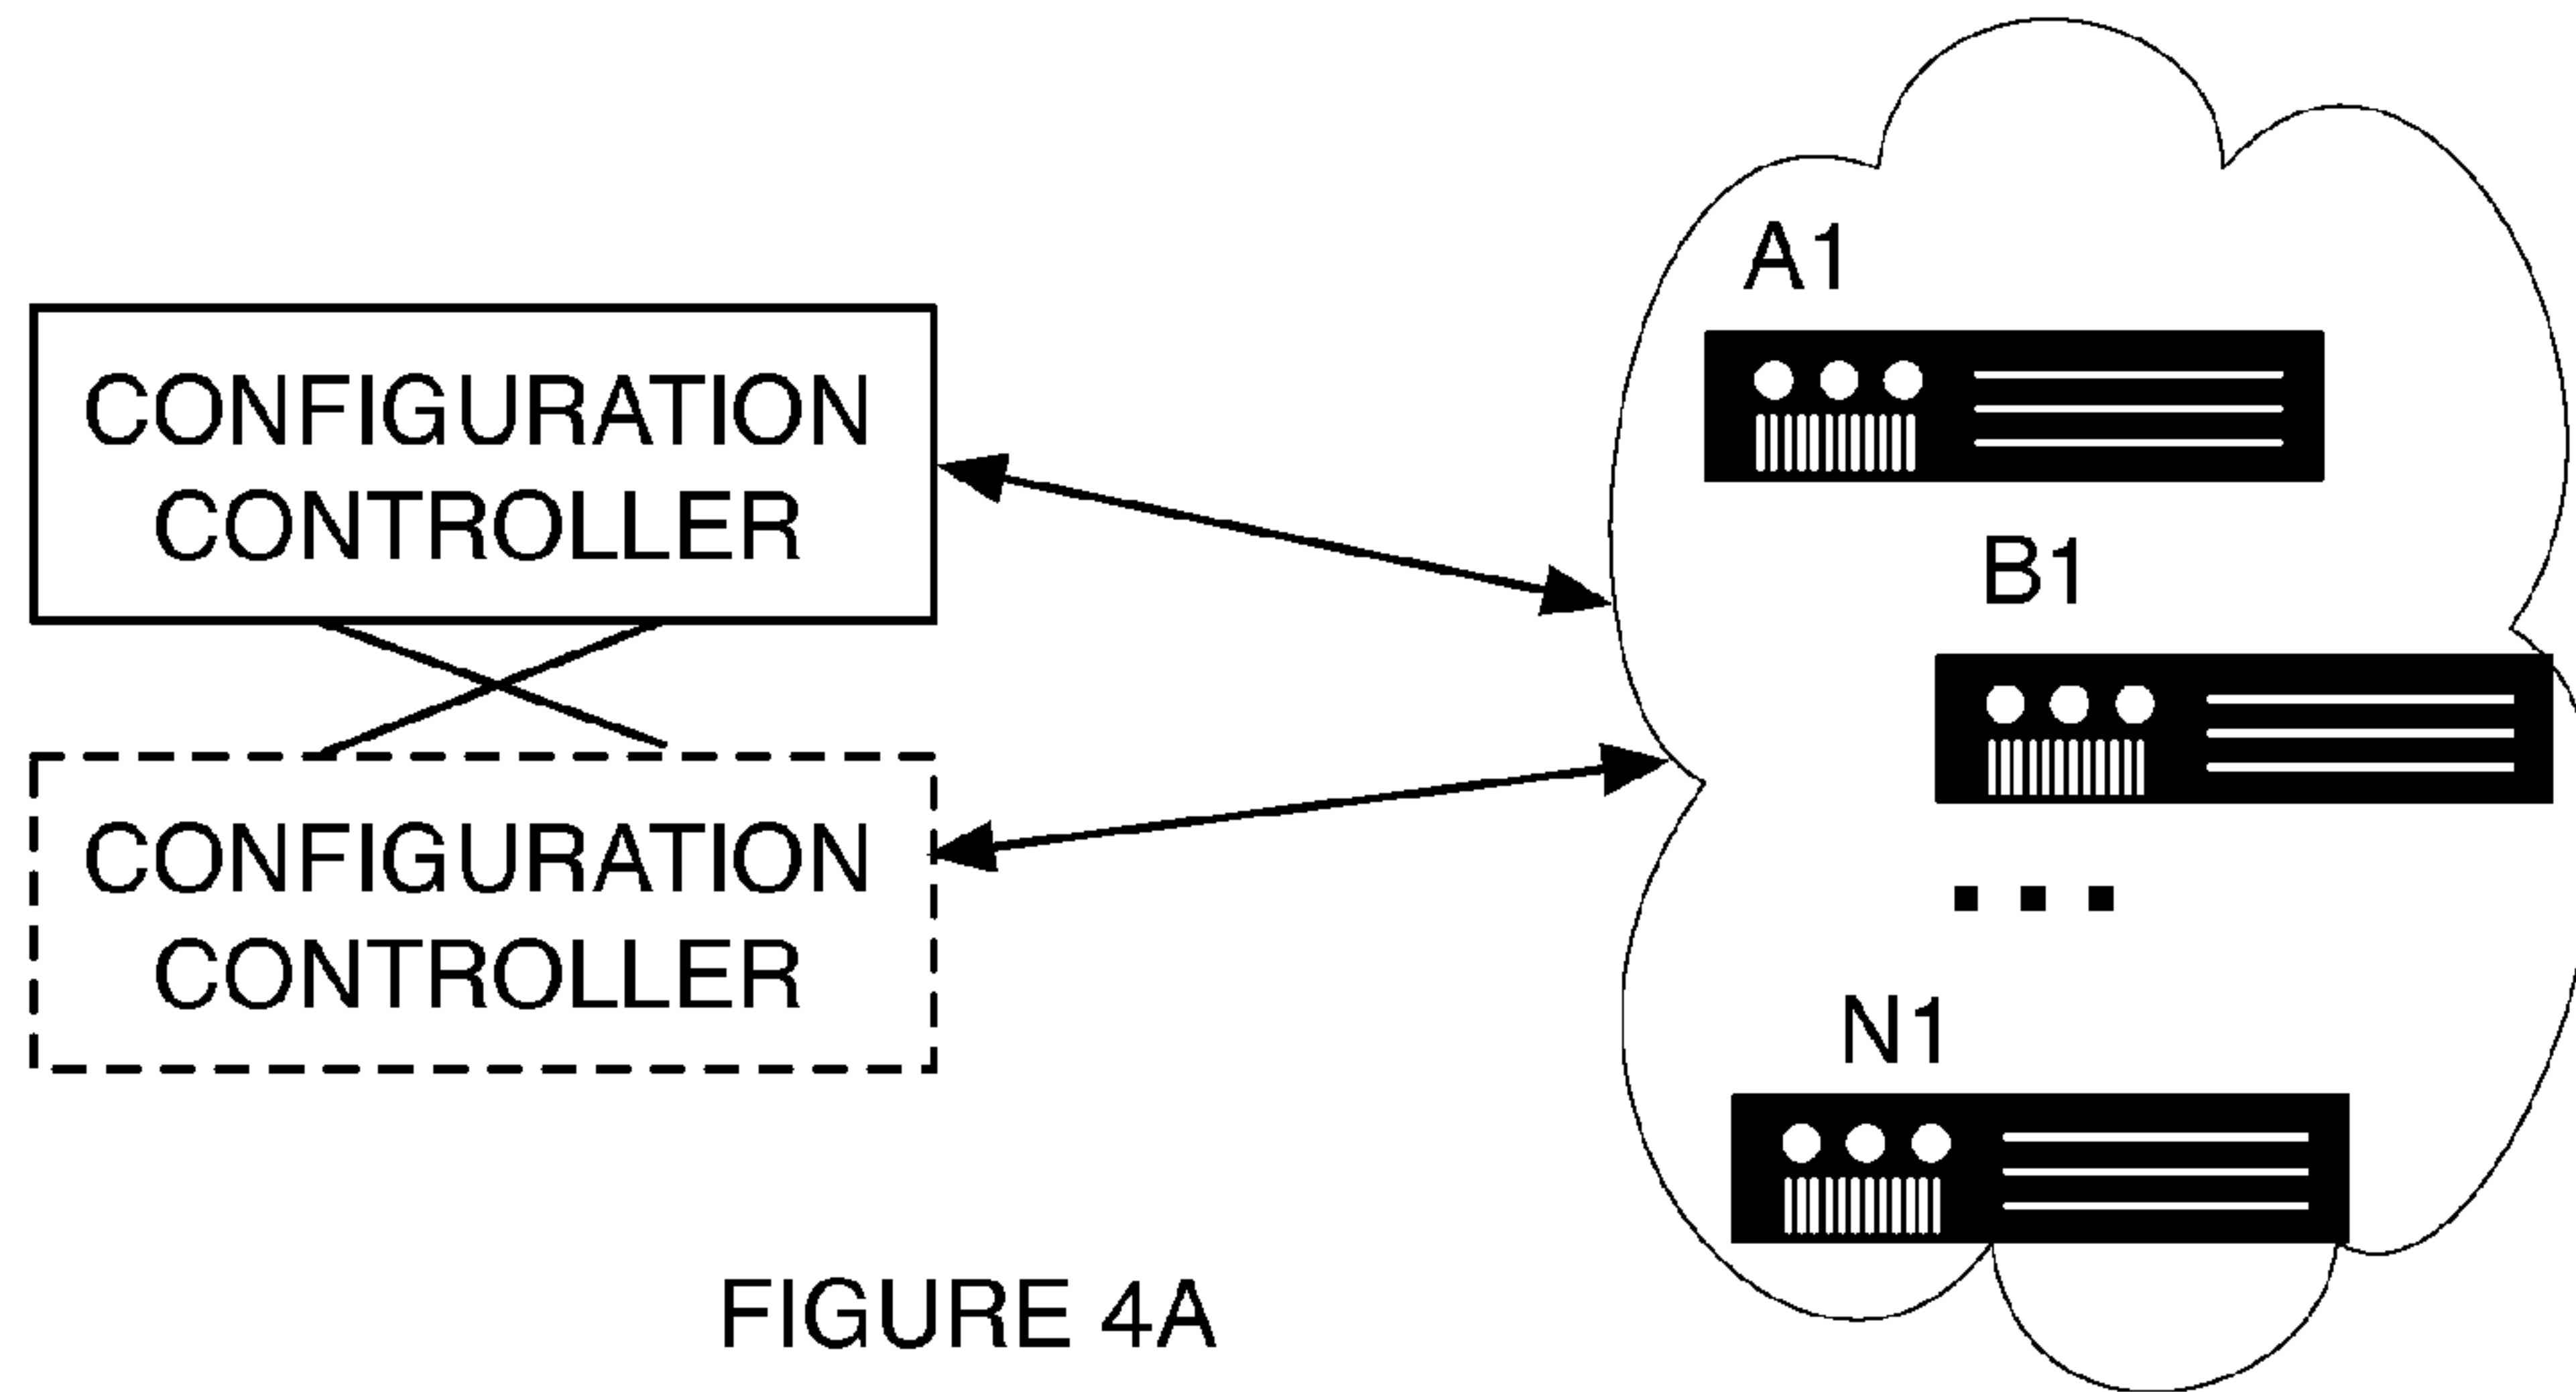 CONFIGURATION
CONTROLLER
CONFIGURATION
CONTROLLER
A1
B1
N1
FIGURE 4A